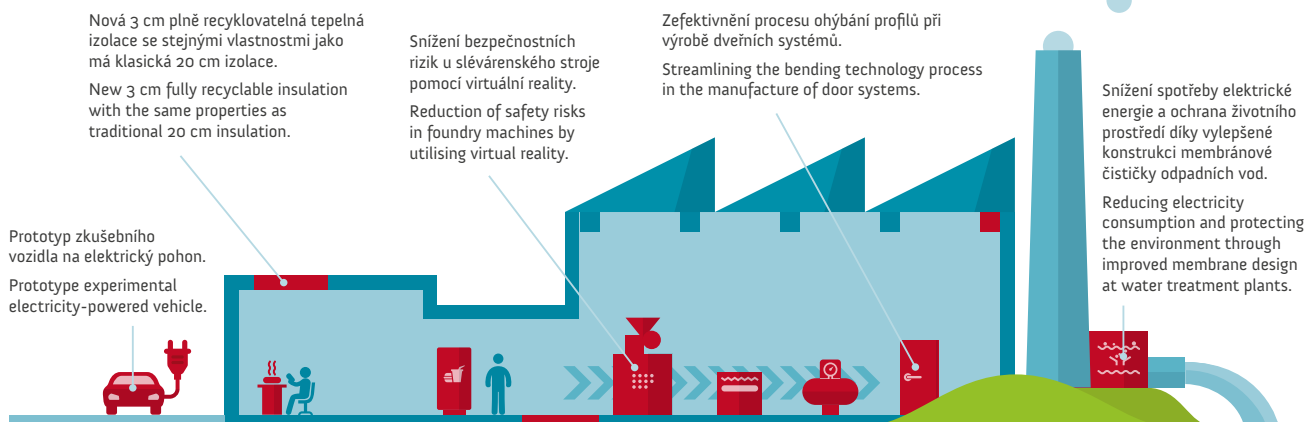 Nová 3 cm plně recyklovatelná tepelná
izolace se stejnými vlastnostmi jako
má klasická 20 cm izolace.
New 3 cm fully recyclable insulation
with the same properties as
traditional 20 cm insulation.
Snížení bezpečnostních
rizik u slévárenského stroje
pomocí virtuální reality.
Reduction of safety risks
in foundry machines by
utilising virtual reality.
Zefektivnění procesu ohýbání profilů při
výrobě dveřních systémů.
Streamlining the bending technology process
in the manufacture of door systems.
Snížení spotřeby elektrické
energie a ochrana životního
prostředí díky vylepšené
konstrukci membránové
čističky odpadních vod.
Reducing electricity
consumption and protecting
the environment through
improved membrane design
at water treatment plants.
Prototyp zkušebního
vozidla na elektrický pohon.
Prototype experimental
electricity-powered vehicle.